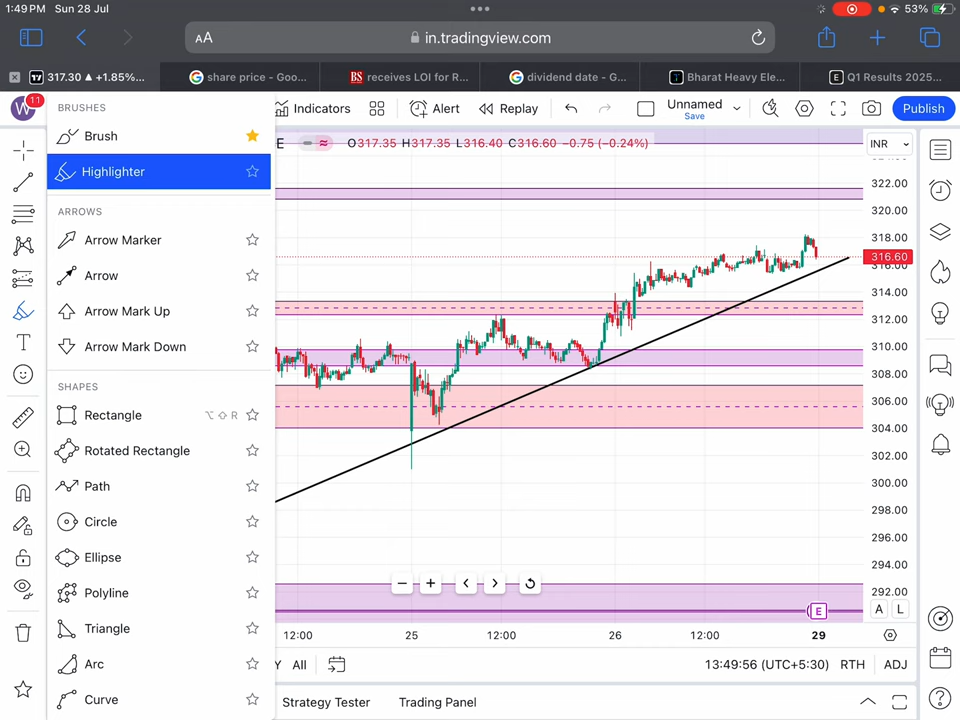 1:49 PM Sun 28 Jul
53%
AA
in.tradingview.com
317.30 ▲ +1.85%...
share price - Goo...
BS receives LOI for R...
dividend date - G...
Bharat Heavy Ele...
E Q1 Results 2025...
W 11
BRUSHES
Indicators
Alert
Replay
Unnamed
Save
Publish
Brush
E
O317.35 H317.35 L316.40 C316.60 −0.75 (−0.24%)
INR
Highlighter
322.00
ARROWS
320.00
Arrow Marker
318.00
316.60
316.00
Arrow
314.00
Arrow Mark Up
312.00
Arrow Mark Down
310.00
308.00
SHAPES
306.00
Rectangle ⌥ ⇧ R
304.00
Rotated Rectangle
302.00
300.00
Path
298.00
Circle
296.00
Ellipse
294.00
Polyline
292.00
E
A L
Triangle
12:00 25 12:00 26 12:00 29
Arc
Y All
13:49:56 (UTC+5:30) RTH ADJ
Curve
Strategy Tester
Trading Panel